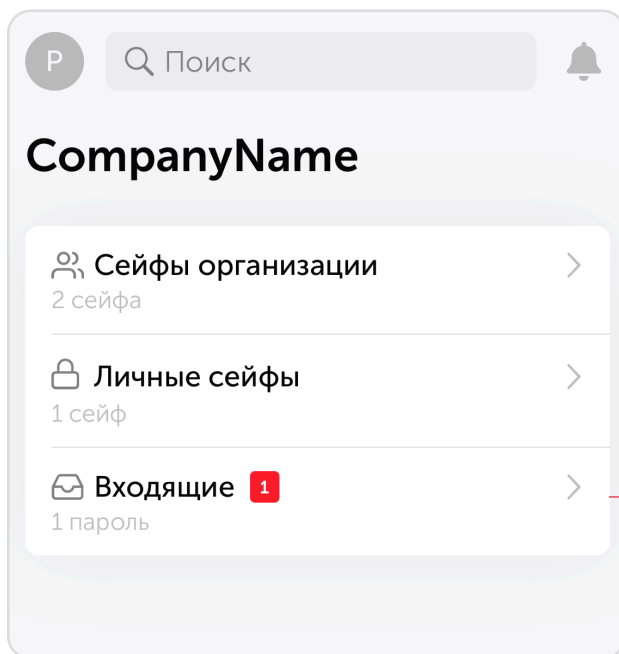 P
Поиск
CompanyName
Сейфы организации
2 сейфа
Личные сейфы
1 сейф
Входящие 1
1 пароль